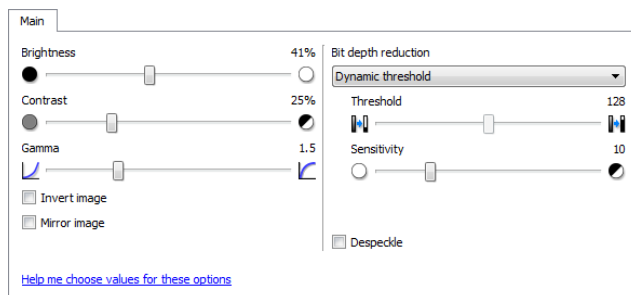 Main
Brightness 41%
Contrast 25%
Gamma 1.5
Invert image
Mirror image
Help me choose values for these options
Bit depth reduction
Dynamic threshold
Threshold 128
Sensitivity 10
Despeckle